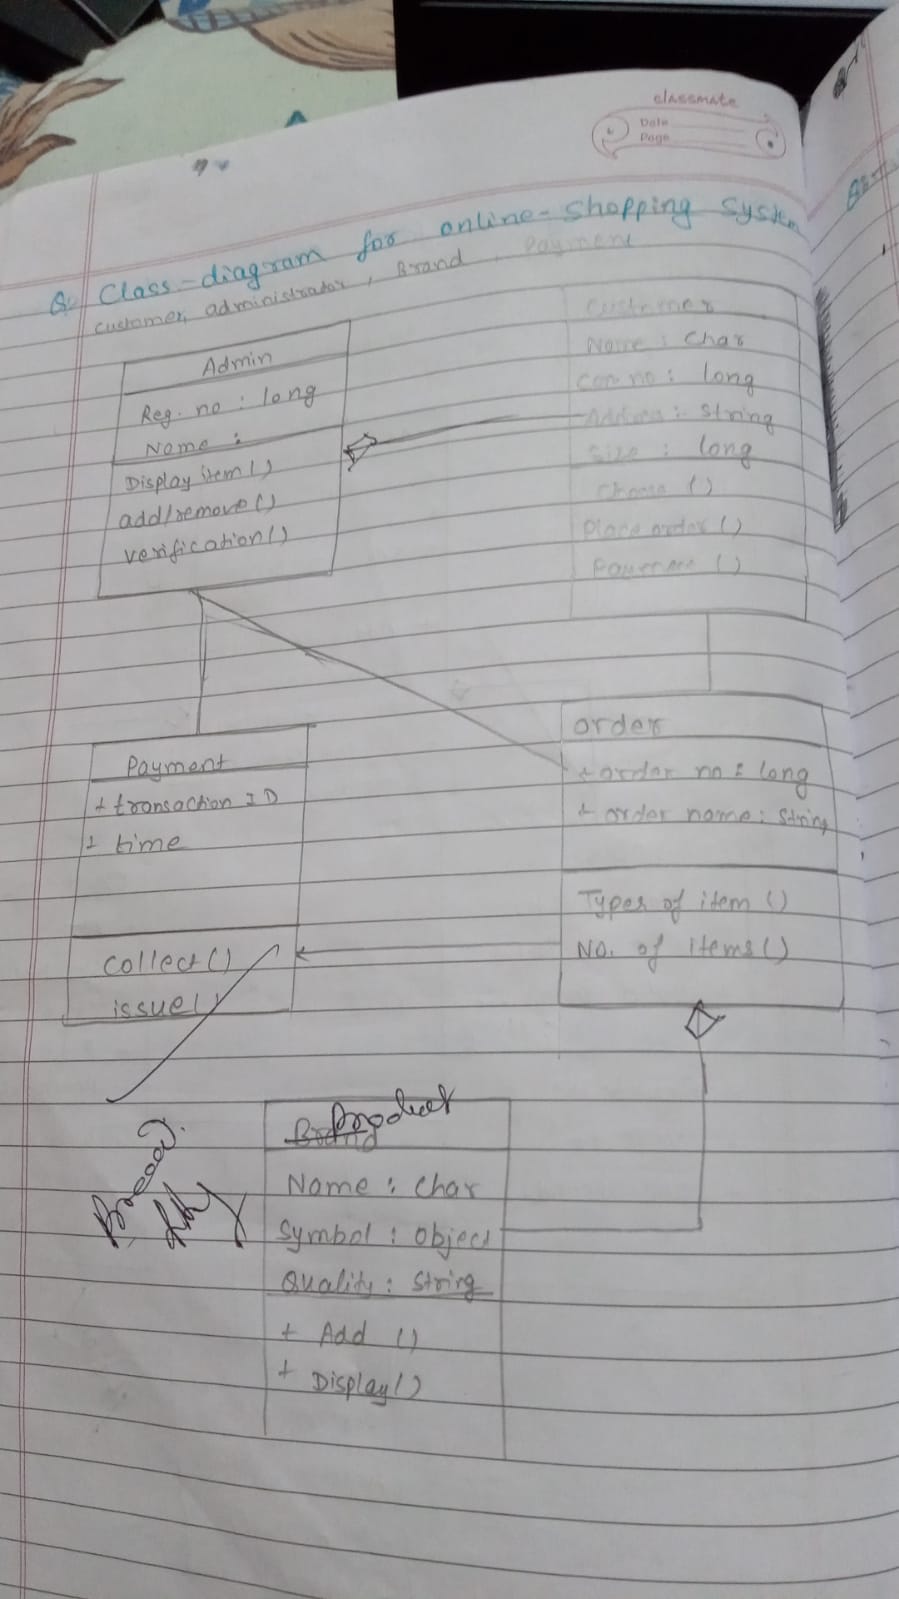 classmate
Date
Page
Q. Class-diagram for online-shopping System
customer, administrator, Brand, Payment
Admin
Reg. no : long
Name :
Display item ()
add/remove ()
verification ()
Customer
Name : Char
Con no : long
Address : String
Size : long
Choose ()
Place order ()
Payment ()
Payment
+ transaction ID
+ time
collect ()
issue ()
order
+ order no : long
+ order name : String
Types of item ()
No. of items ()
Product
Name : Char
Symbol : Object
Quality : String
+ Add ()
+ Display ()